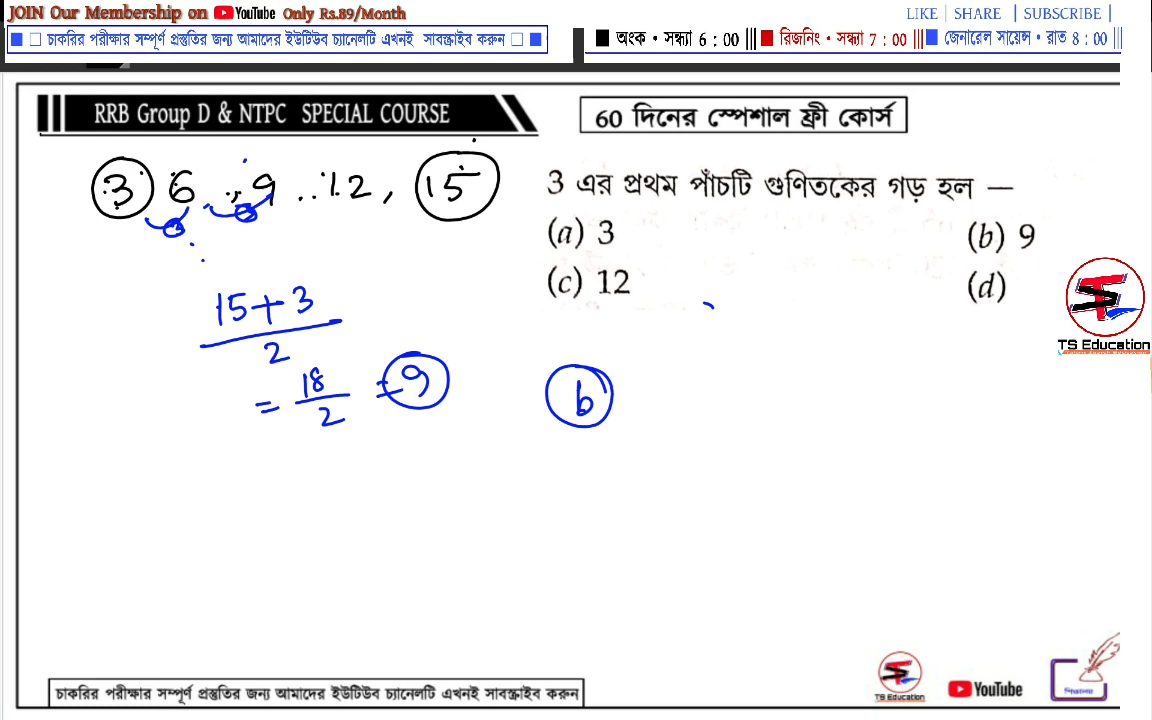 JOIN Our Membership on YouTube Only Rs.89/Month
LIKE | SHARE | SUBSCRIBE |
■ □ চাকরির পরীক্ষার সম্পূর্ণ প্রস্তুতির জন্য আমাদের ইউটিউব চ্যানেলটি এখনই সাবস্ক্রাইব করুন □ ■
■ অংক • সন্ধ্যা 6 : 00 ||| ■ রিজনিং • সন্ধ্যা 7 : 00 ||| ■ জেনারেল সায়েন্স • রাত 8 : 00 |||
RRB Group D & NTPC SPECIAL COURSE
60 দিনের স্পেশাল ফ্রী কোর্স
3 6 .. 9 .. 12, 15
3 এর প্রথম পাঁচটি গুণিতকের গড় হল —
(a) 3
(b) 9
(c) 12
(d)
TS Education
15+3
2
= 18/2 = 9
b
চাকরির পরীক্ষার সম্পূর্ণ প্রস্তুতির জন্য আমাদের ইউটিউব চ্যানেলটি এখনই সাবস্ক্রাইব করুন
TS Education
YouTube